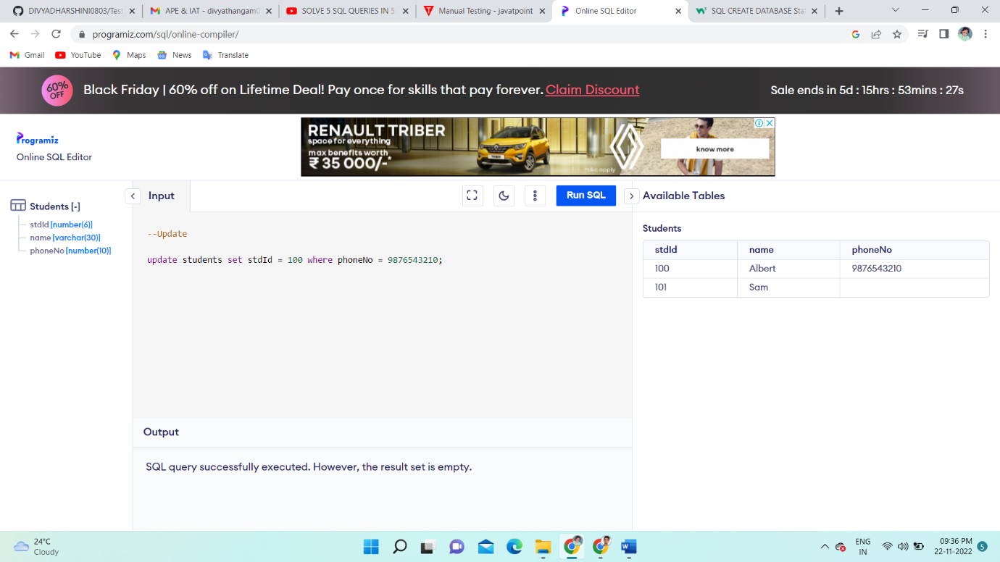 DIVYADHARSHINI0803/Test
APE & IAT - divyathangam0
SOLVE 5 SQL QUERIES IN 5
Manual Testing - javatpoint
Online SQL Editor
SQL CREATE DATABASE Sta
programiz.com/sql/online-compiler/
Gmail
YouTube
Maps
News
Translate
60% OFF
Black Friday | 60% off on Lifetime Deal! Pay once for skills that pay forever. Claim Discount
Sale ends in 5d : 15hrs : 53mins : 27s
RENAULT TRIBER
space for everything
max benefits worth
₹ 35 000/-*
*t&c apply
know more
Programiz
Online SQL Editor
Students [-]
stdId [number(6)]
name [varchar(30)]
phoneNo [number(10)]
Input
Run SQL
--Update
update students set stdId = 100 where phoneNo = 9876543210;
Output
SQL query successfully executed. However, the result set is empty.
Available Tables
Students
stdId name phoneNo
100 Albert 9876543210
101 Sam
24°C
Cloudy
ENG
IN
09:36 PM
22-11-2022
5